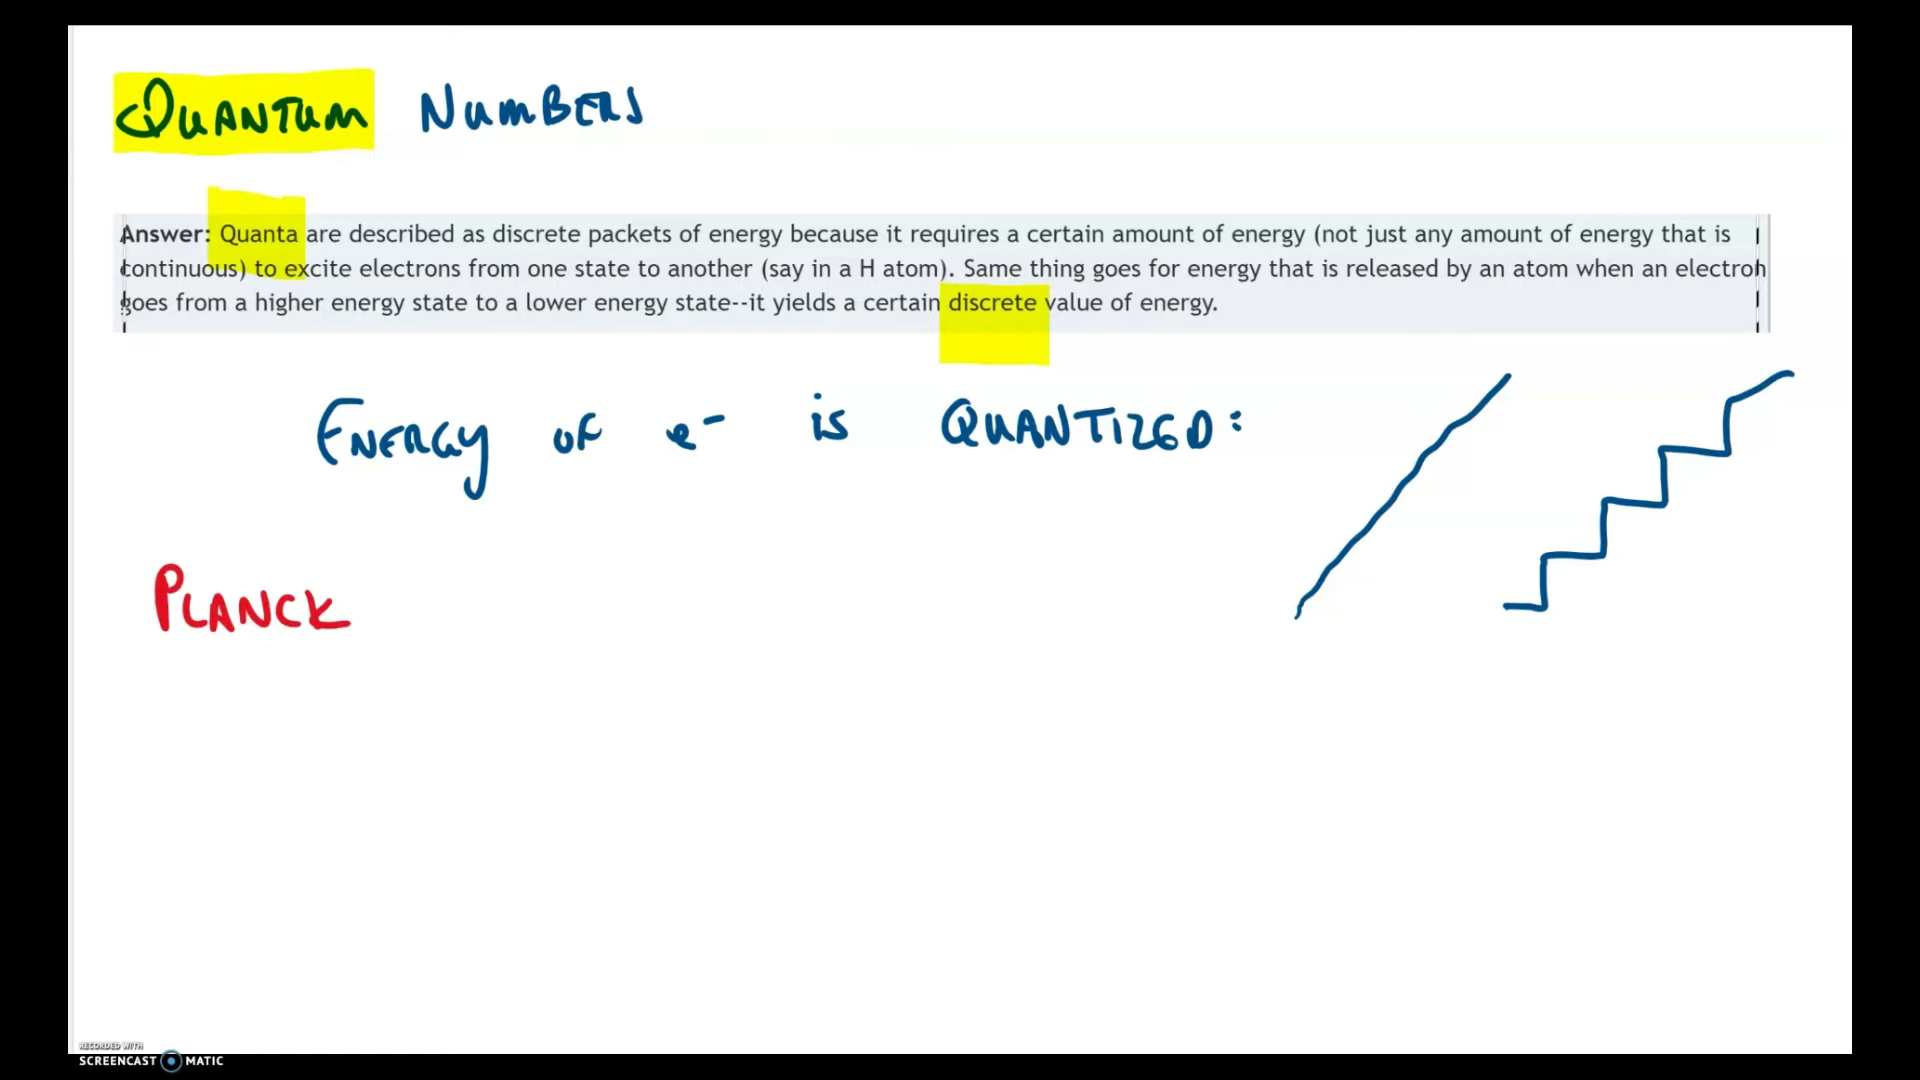 QUANTUM NUMBERS
Answer: Quanta are described as discrete packets of energy because it requires a certain amount of energy (not just any amount of energy that is
continuous) to excite electrons from one state to another (say in a H atom). Same thing goes for energy that is released by an atom when an electron
goes from a higher energy state to a lower energy state--it yields a certain discrete value of energy.
ENERGY OF e⁻ is QUANTIZED:
PLANCK
RECORDED WITH
SCREENCAST MATIC